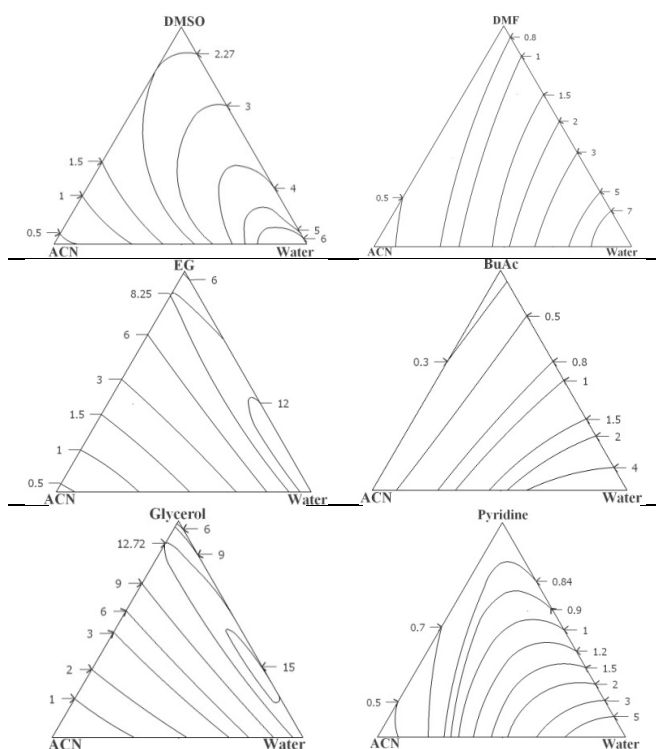 DMSO
2.27
3
1.5
4
1
5
0.5
6
ACN
Water
DMF
0.8
1
1.5
2
3
0.5
5
7
ACN
Water
EG
6
8.25
6
3
12
1.5
1
0.5
ACN
Water
BuAc
0.5
0.3
0.8
1
1.5
2
4
ACN
Water
Glycerol
6
12.72
9
9
6
3
2
15
1
ACN
Water
Pyridine
0.84
0.9
0.7
1
1.2
1.5
2
0.5
3
5
ACN
Water